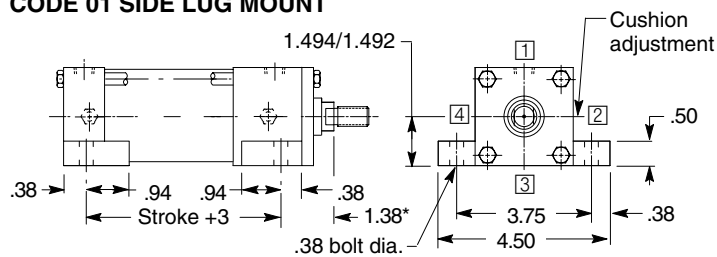 CODE 01 SIDE LUG MOUNT
1.494/1.492
Cushion
adjustment
1
4
2
.50
3
.38
.94
.94
.38
Stroke +3
1.38*
3.75
.38
.38 bolt dia.
4.50